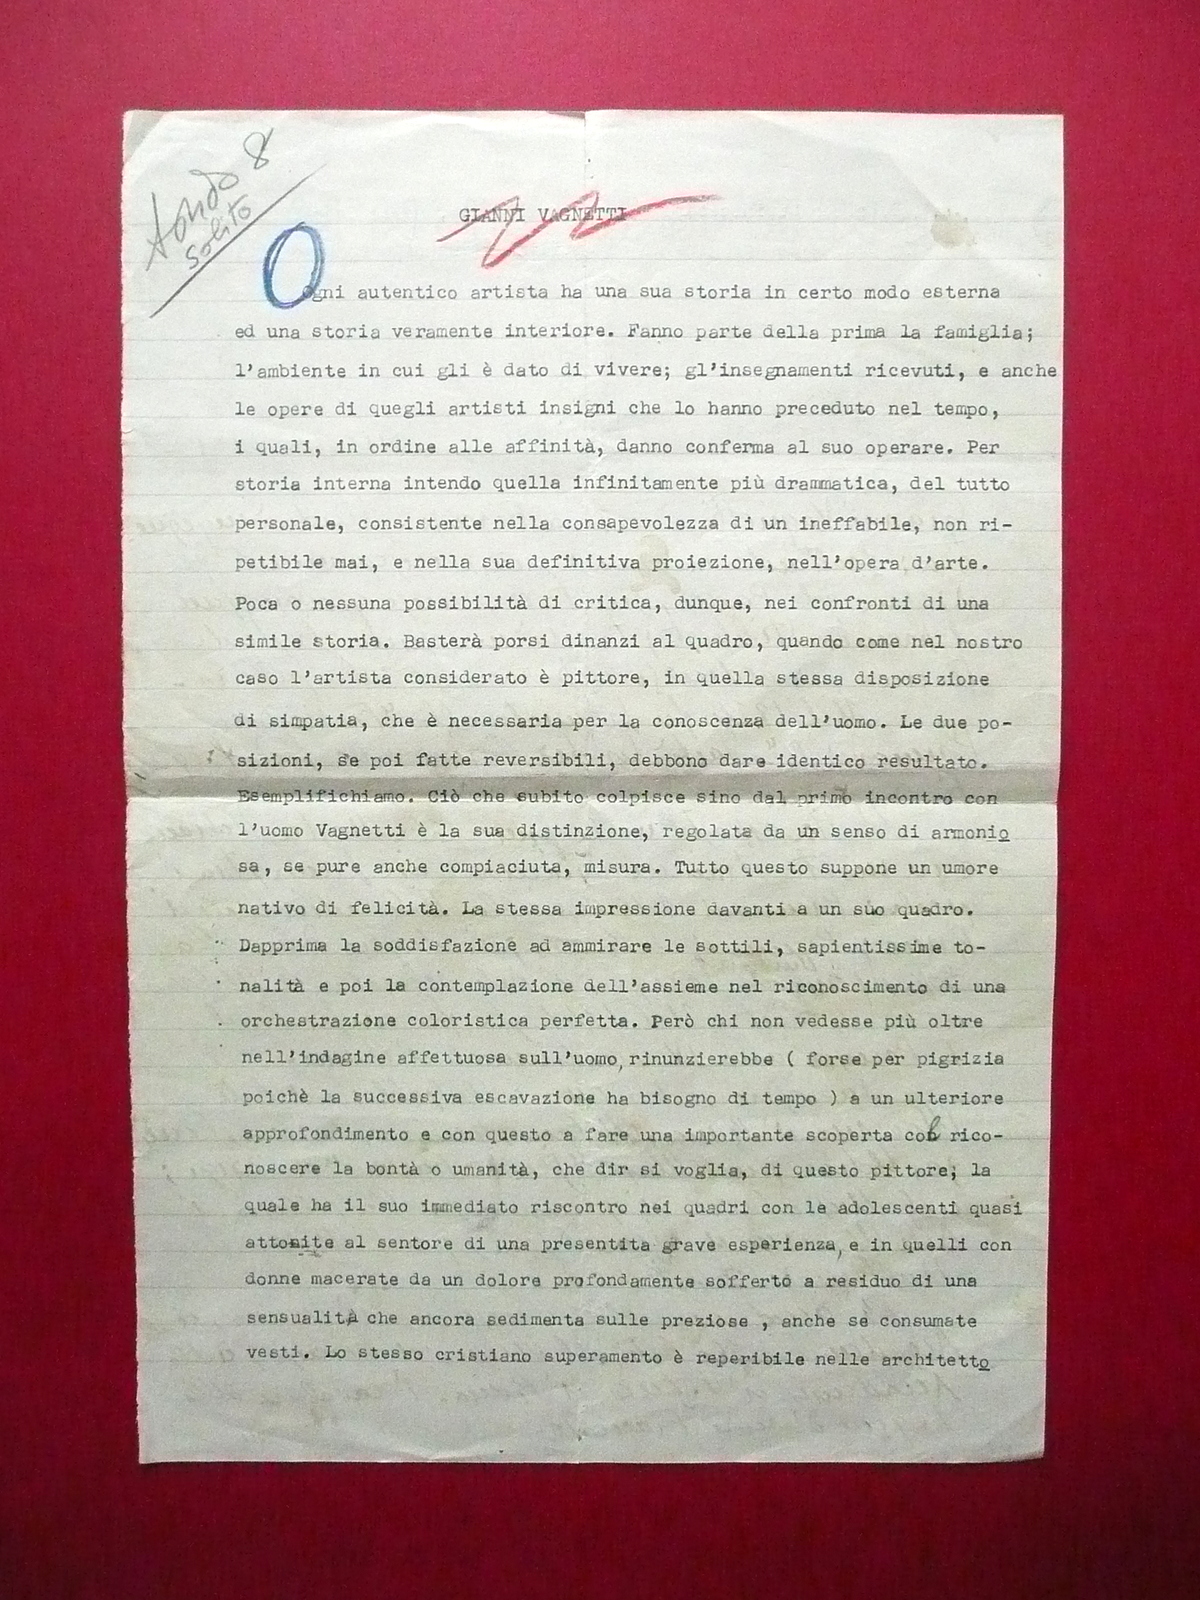 tondo 8
solito
GIANNI VAGNETTI
Ogni autentico artista ha una sua storia in certo modo esterna
ed una storia veramente interiore. Fanno parte della prima la famiglia;
l'ambiente in cui gli è dato di vivere; gl'insegnamenti ricevuti, e anche
le opere di quegli artisti insigni che lo hanno preceduto nel tempo,
i quali, in ordine alle affinità, danno conferma al suo operare. Per
storia interna intendo quella infinitamente più drammatica, del tutto
personale, consistente nella consapevolezza di un ineffabile, non ri-
petibile mai, e nella sua definitiva proiezione, nell'opera d'arte.
Poca o nessuna possibilità di critica, dunque, nei confronti di una
simile storia. Basterà porsi dinanzi al quadro, quando come nel nostro
caso l'artista considerato è pittore, in quella stessa disposizione
di simpatia, che è necessaria per la conoscenza dell'uomo. Le due po-
sizioni, se poi fatte reversibili, debbono dare identico resultato.
Esemplifichiamo. Ciò che subito colpisce sino dal primo incontro con
l'uomo Vagnetti è la sua distinzione, regolata da un senso di armonio
sa, se pure anche compiaciuta, misura. Tutto questo suppone un umore
nativo di felicità. La stessa impressione davanti a un suo quadro.
Dapprima la soddisfazione ad ammirare le sottili, sapientissime to-
nalità e poi la contemplazione dell'assieme nel riconoscimento di una
orchestrazione coloristica perfetta. Però chi non vedesse più oltre
nell'indagine affettuosa sull'uomo, rinunzierebbe ( forse per pigrizia
poichè la successiva escavazione ha bisogno di tempo ) a un ulteriore
approfondimento e con questo a fare una importante scoperta col rico-
noscere la bontà o umanità, che dir si voglia, di questo pittore; la
quale ha il suo immediato riscontro nei quadri con le adolescenti quasi
attonite al sentore di una presentita grave esperienza, e in quelli con
donne macerate da un dolore profondamente sofferto a residuo di una
sensualità che ancora sedimenta sulle preziose , anche se consumate
vesti. Lo stesso cristiano superamento è reperibile nelle architetto